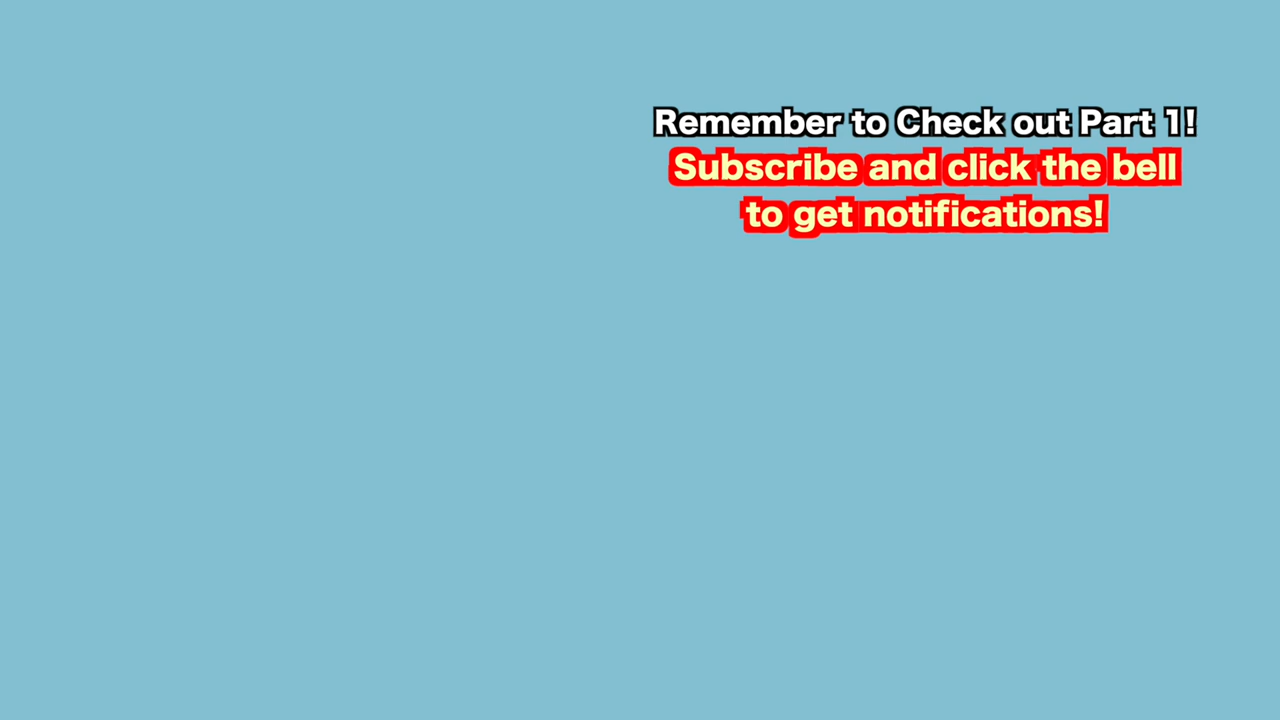 Remember to Check out Part 1!
Subscribe and click the bell
to get notifications!